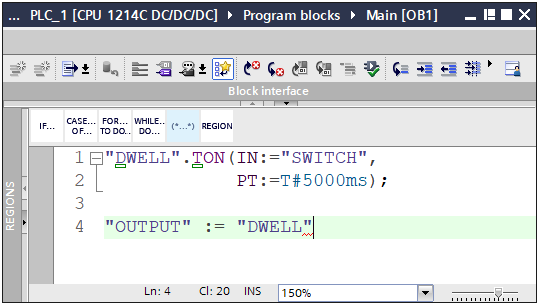 ... PLC_1 [CPU 1214C DC/DC/DC] Program blocks Main [OB1]
Block interface
IF... CASE... OF... FOR... TO DO... WHILE... DO... (*...*) REGION
REGIONS
1 "DWELL".TON(IN:="SWITCH",
2 PT:=T#5000ms);
3
4 "OUTPUT" := "DWELL"
Ln: 4 Cl: 20 INS 150%